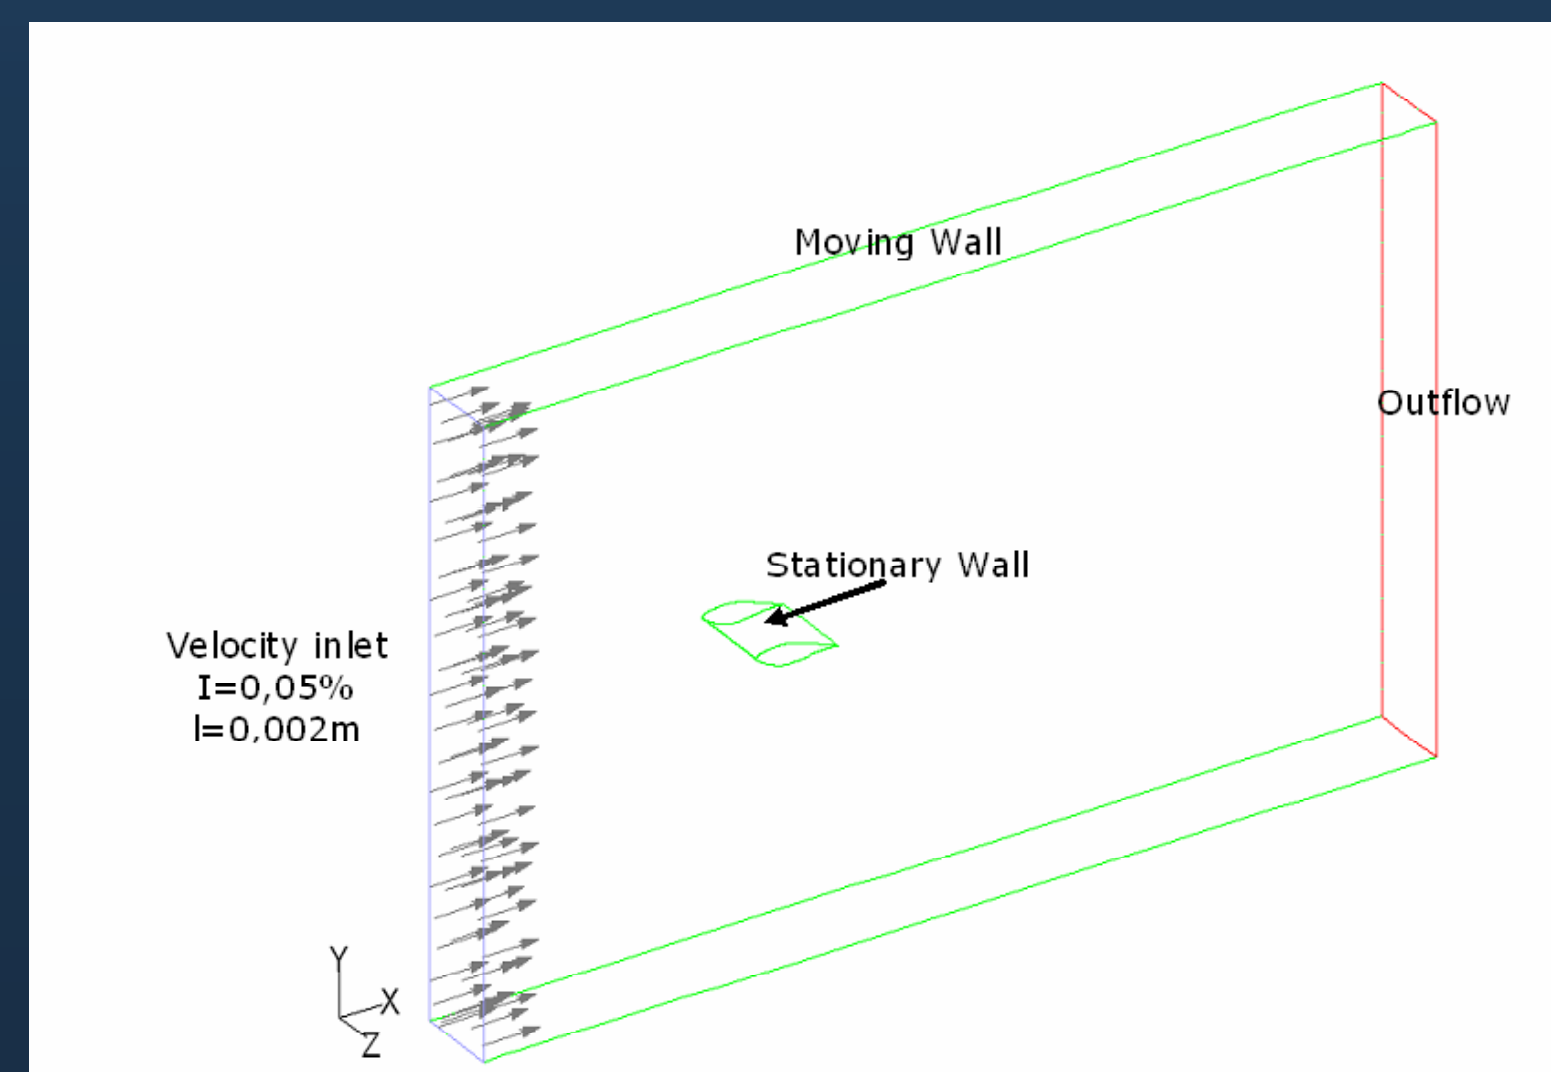 Moving Wall
Outflow
Stationary Wall
Velocity inlet
I=0,05%
l=0,002m
Y
X
Z